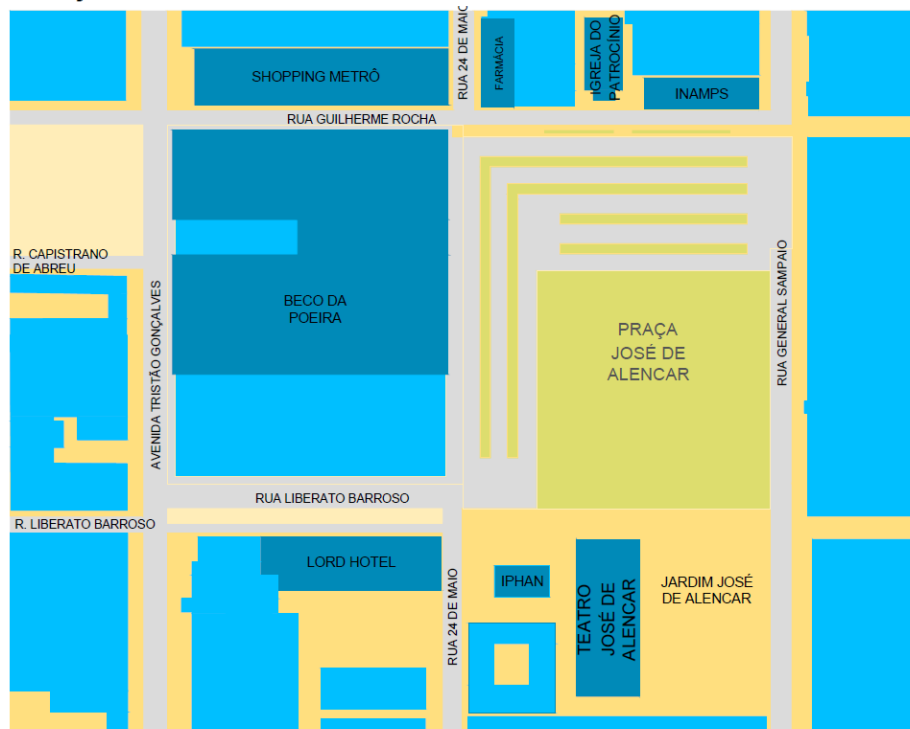 RUA 24 DE MAIO
FARMÁCIA
IGREJA DO
PATROCÍNIO
SHOPPING METRÔ
INAMPS
RUA GUILHERME ROCHA
R. CAPISTRANO
DE ABREU
AVENIDA TRISTÃO GONÇALVES
BECO DA
POEIRA
PRAÇA
JOSÉ DE
ALENCAR
RUA GENERAL SAMPAIO
RUA LIBERATO BARROSO
R. LIBERATO BARROSO
LORD HOTEL
RUA 24 DE MAIO
IPHAN
TEATRO
JOSÉ DE
ALENCAR
JARDIM JOSÉ
DE ALENCAR